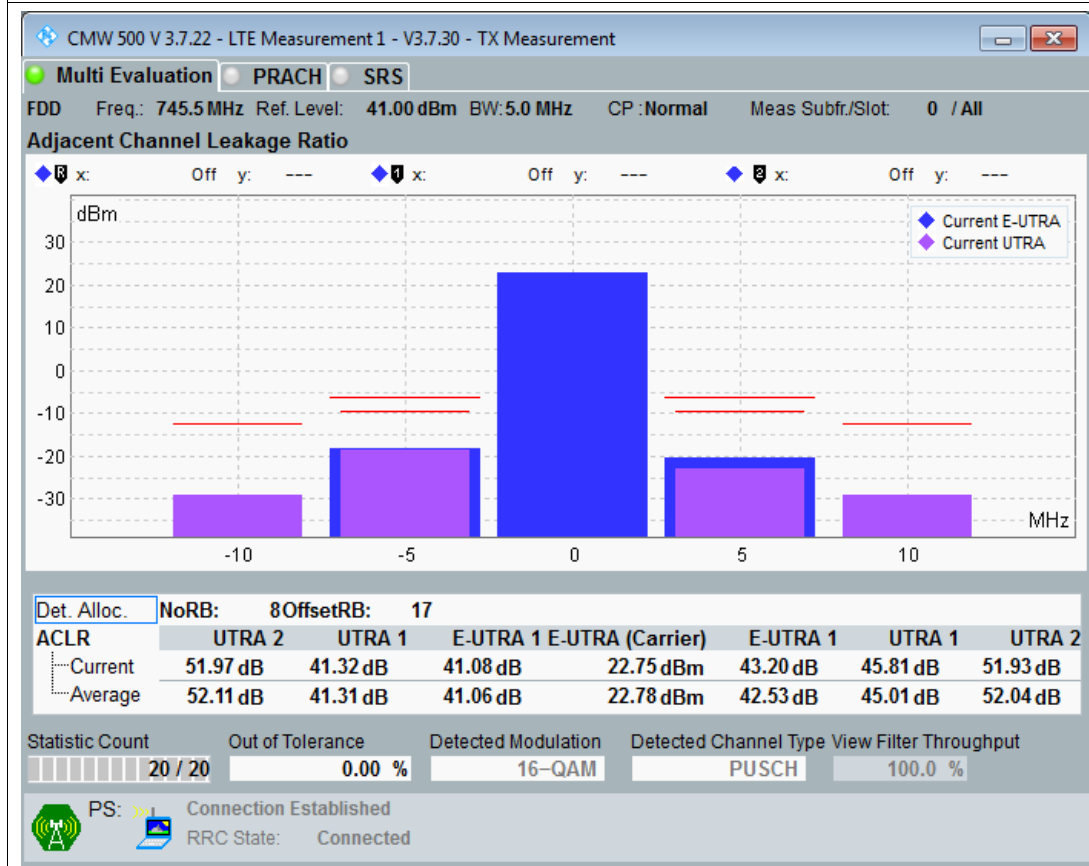 CMW 500 V 3.7.22 - LTE Measurement 1 - V3.7.30 - TX Measurement
Multi Evaluation PRACH SRS
FDD Freq.: 745.5 MHz Ref. Level: 41.00 dBm BW: 5.0 MHz CP : Normal Meas Subfr./Slot: 0 / All
Adjacent Channel Leakage Ratio
R x: Off y: --- 1 x: Off y: --- 2 x: Off y: ---
dBm
Current E-UTRA
Current UTRA
30
20
10
0
-10
-20
-30
MHz
-10 -5 0 5 10
Det. Alloc. NoRB: 8 OffsetRB: 17
ACLR UTRA 2 UTRA 1 E-UTRA 1 E-UTRA (Carrier) E-UTRA 1 UTRA 1 UTRA 2
Current 51.97 dB 41.32 dB 41.08 dB 22.75 dBm 43.20 dB 45.81 dB 51.93 dB
Average 52.11 dB 41.31 dB 41.06 dB 22.78 dBm 42.53 dB 45.01 dB 52.04 dB
Statistic Count Out of Tolerance Detected Modulation Detected Channel Type View Filter Throughput
20 / 20 0.00 % 16-QAM PUSCH 100.0 %
PS: Connection Established
RRC State: Connected